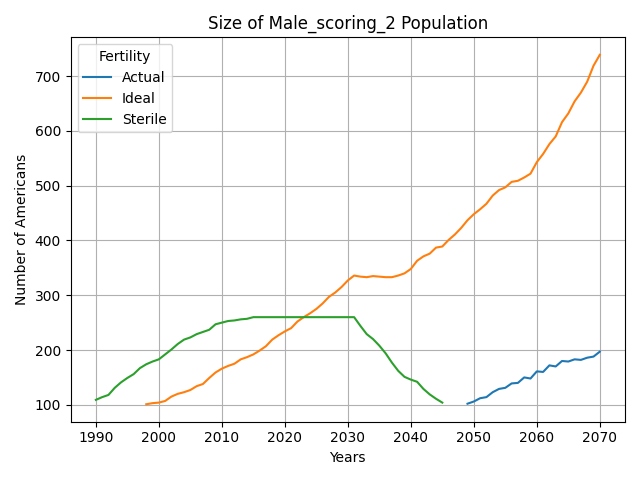 Size of Male_scoring_2 Population
Fertility
Actual
Ideal
Sterile
Number of Americans
700
600
500
400
300
200
100
1990 2000 2010 2020 2030 2040 2050 2060 2070
Years